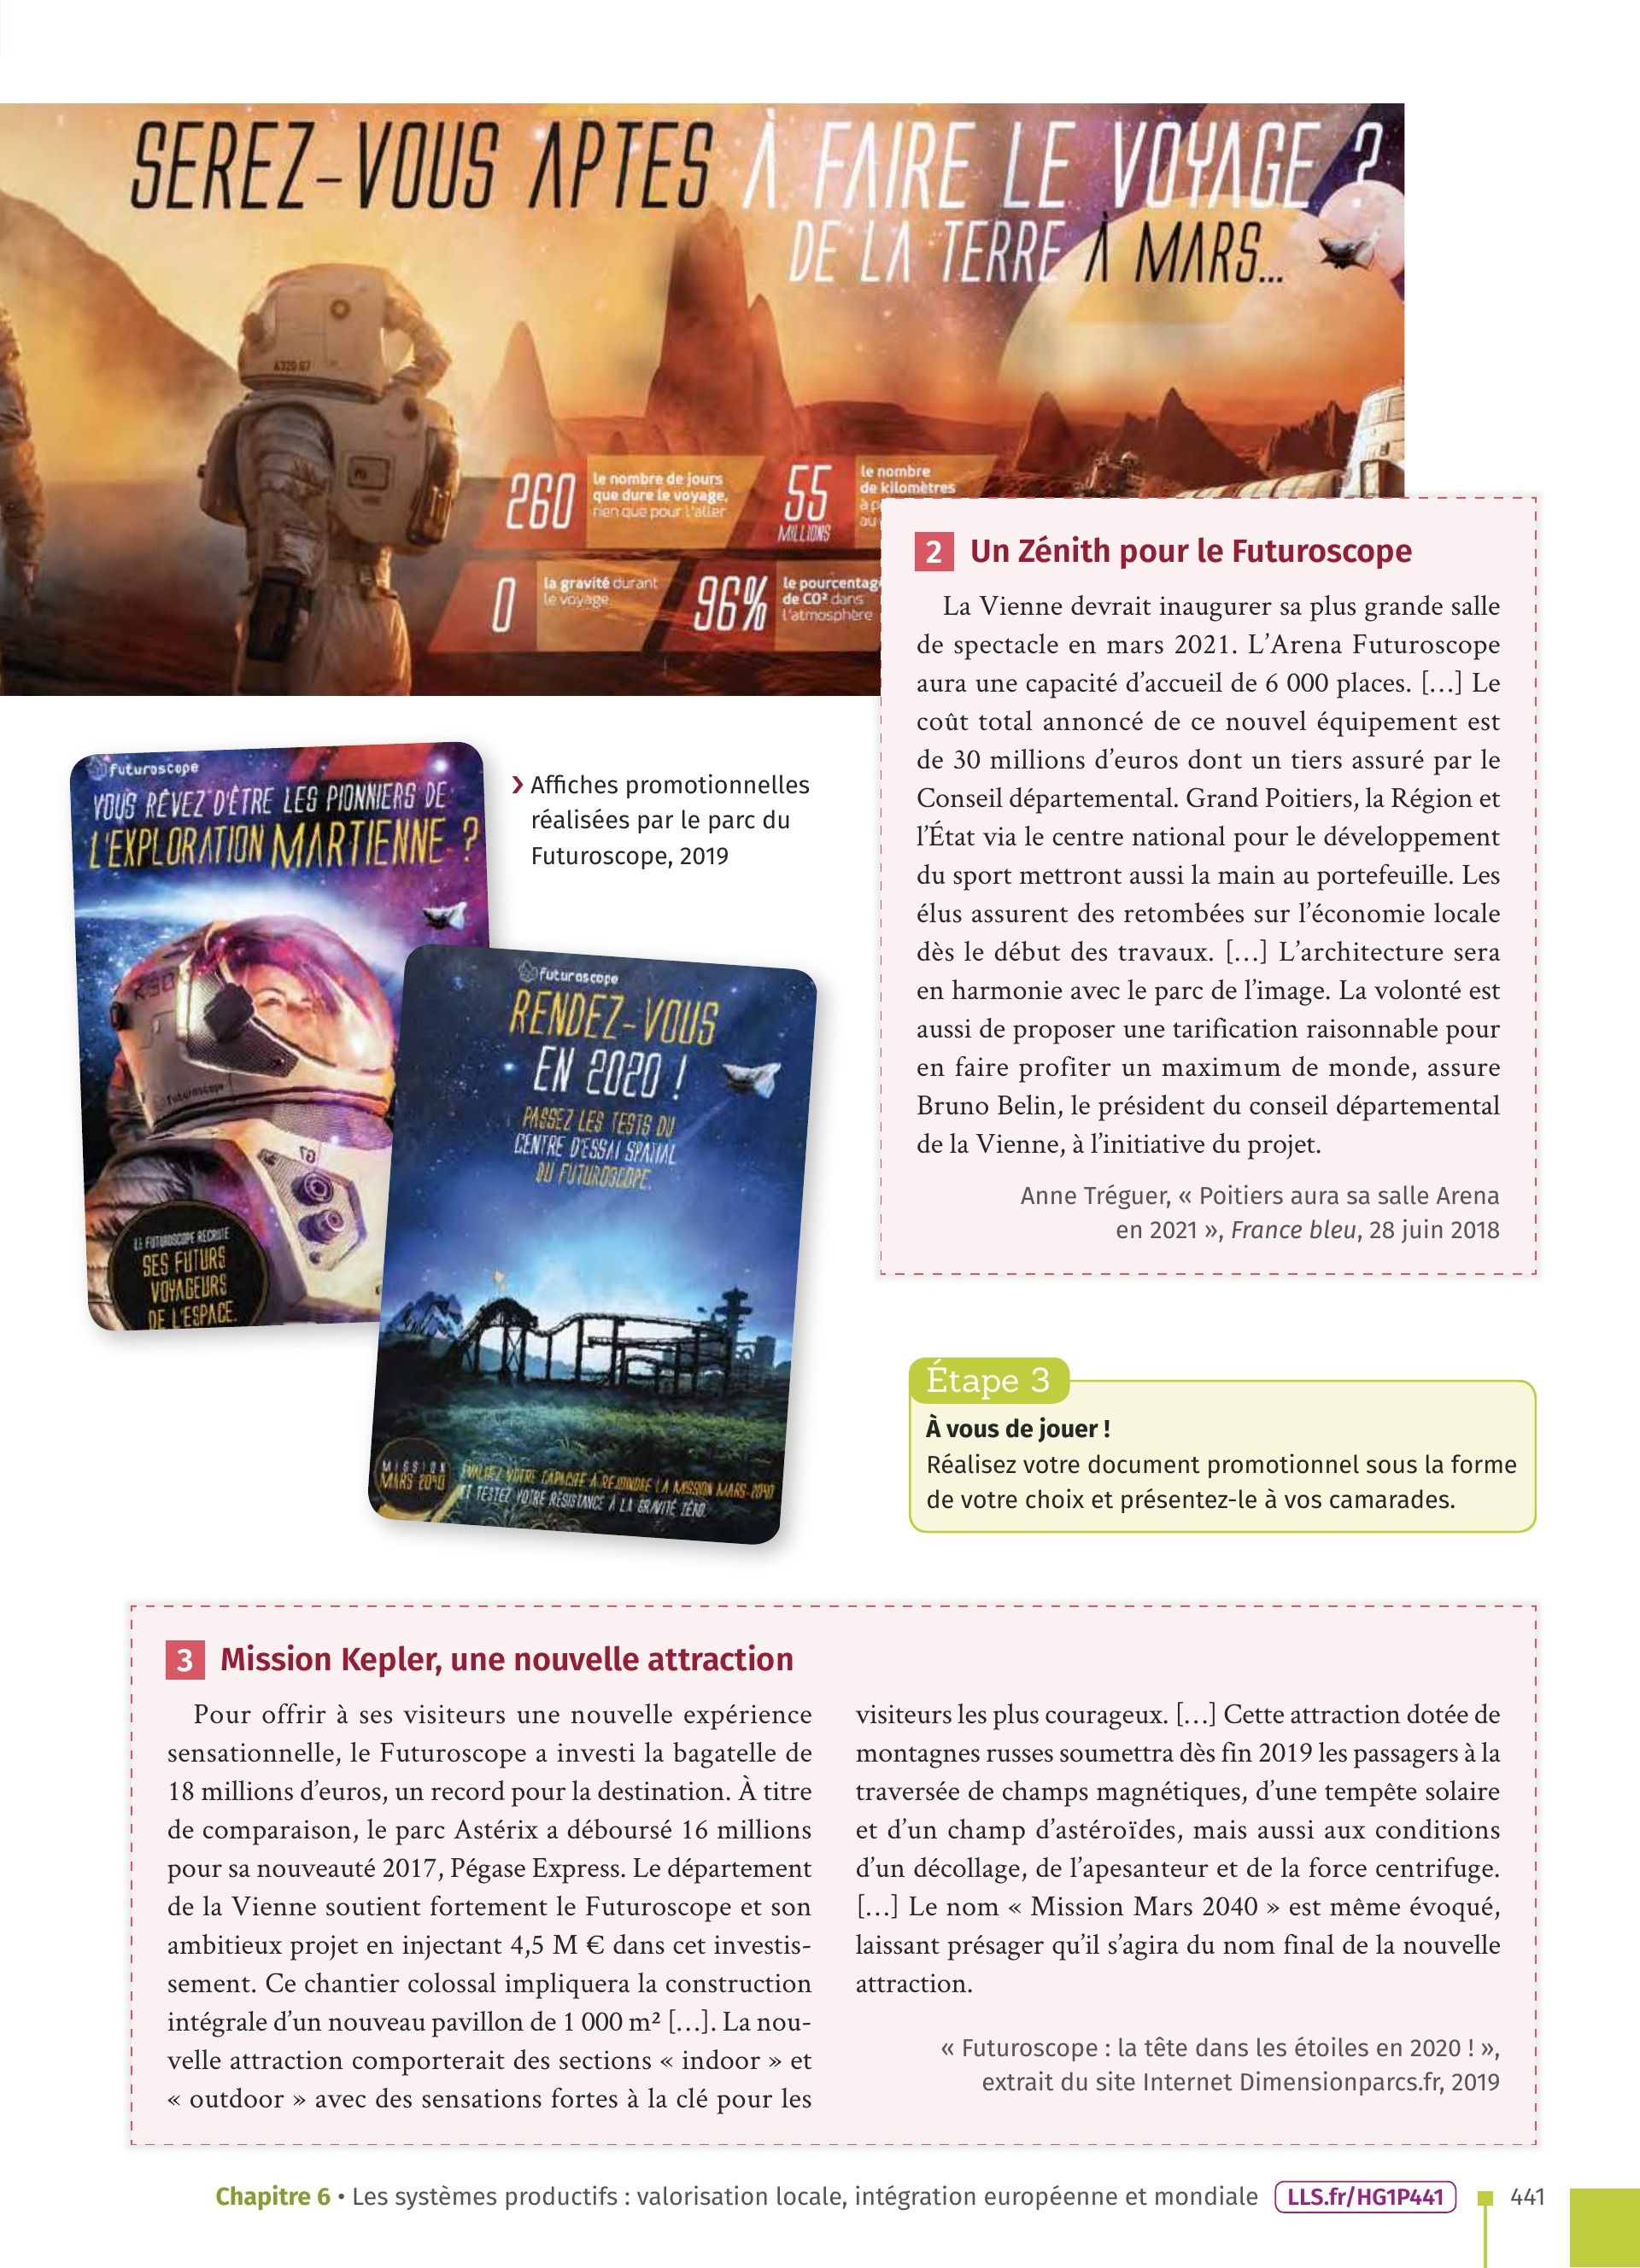 SEREZ-VOUS APTES À FAIRE LE VOYAGE ?
DE LA TERRE À MARS...
A320.07
260
le nombre de jours
que dure le voyage,
rien que pour l'aller
55
MILLIONS
le nombre
de kilomètres
0
la gravité durant
le voyage
96%
le pourcentag
de CO² dans
l'atmosphère
2 Un Zénith pour le Futuroscope
La Vienne devrait inaugurer sa plus grande salle
de spectacle en mars 2021. L'Arena Futuroscope
aura une capacité d'accueil de 6 000 places. […] Le
coût total annoncé de ce nouvel équipement est
de 30 millions d'euros dont un tiers assuré par le
Conseil départemental. Grand Poitiers, la Région et
l'État via le centre national pour le développement
du sport mettront aussi la main au portefeuille. Les
élus assurent des retombées sur l'économie locale
dès le début des travaux. […] L'architecture sera
en harmonie avec le parc de l'image. La volonté est
aussi de proposer une tarification raisonnable pour
en faire profiter un maximum de monde, assure
Bruno Belin, le président du conseil départemental
de la Vienne, à l'initiative du projet.
Anne Tréguer, « Poitiers aura sa salle Arena
en 2021 », France bleu, 28 juin 2018
futuroscope
VOUS RÊVEZ D'ÊTRE LES PIONNIERS DE
L'EXPLORATION MARTIENNE ?
futuroscope
LE FUTUROSCOPE RECRUTE
SES FUTURS
VOYAGEURS
DE L'ESPACE.
› Affiches promotionnelles
réalisées par le parc du
Futuroscope, 2019
futuroscope
RENDEZ-VOUS
EN 2020 !
PASSEZ LES TESTS DU
CENTRE D'ESSAI SPATIAL
DU FUTUROSCOPE.
MISSION
MARS 2040
ÉVALUEZ VOTRE CAPACITÉ À REJOINDRE LA MISSION MARS-2040
ET TESTEZ VOTRE RÉSISTANCE À LA GRAVITÉ ZÉRO.
Étape 3
À vous de jouer !
Réalisez votre document promotionnel sous la forme
de votre choix et présentez-le à vos camarades.
3 Mission Kepler, une nouvelle attraction
Pour offrir à ses visiteurs une nouvelle expérience
sensationnelle, le Futuroscope a investi la bagatelle de
18 millions d'euros, un record pour la destination. À titre
de comparaison, le parc Astérix a déboursé 16 millions
pour sa nouveauté 2017, Pégase Express. Le département
de la Vienne soutient fortement le Futuroscope et son
ambitieux projet en injectant 4,5 M € dans cet investis-
sement. Ce chantier colossal impliquera la construction
intégrale d'un nouveau pavillon de 1 000 m² […]. La nou-
velle attraction comporterait des sections « indoor » et
« outdoor » avec des sensations fortes à la clé pour les
visiteurs les plus courageux. […] Cette attraction dotée de
montagnes russes soumettra dès fin 2019 les passagers à la
traversée de champs magnétiques, d'une tempête solaire
et d'un champ d'astéroïdes, mais aussi aux conditions
d'un décollage, de l'apesanteur et de la force centrifuge.
[…] Le nom « Mission Mars 2040 » est même évoqué,
laissant présager qu'il s'agira du nom final de la nouvelle
attraction.
« Futuroscope : la tête dans les étoiles en 2020 ! »,
extrait du site Internet Dimensionparcs.fr, 2019
Chapitre 6 • Les systèmes productifs : valorisation locale, intégration européenne et mondiale LLS.fr/HG1P441 441